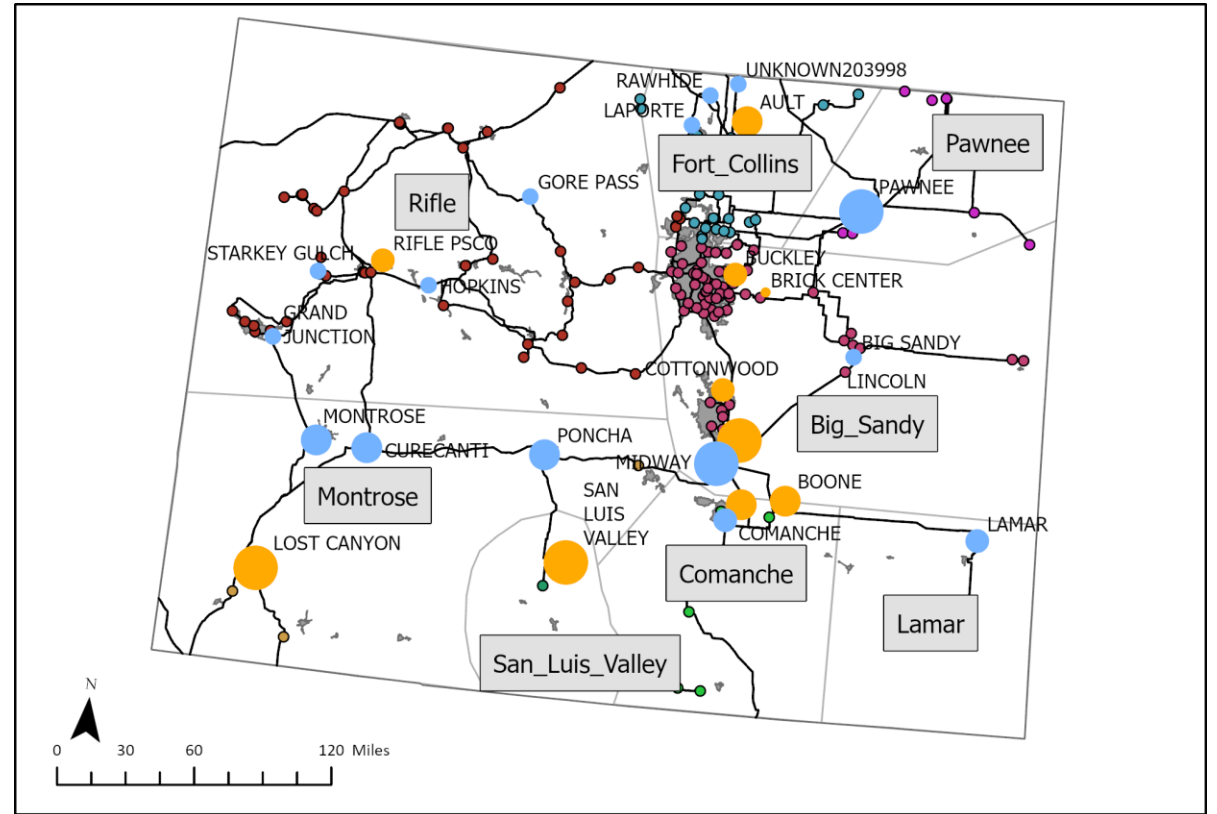 UNKNOWN203998
RAWHIDE
AULT
LAPORTE
Pawnee
Fort_Collins
GORE PASS
PAWNEE
Rifle
RIFLE PSCO
STARKEY GULCH
BUCKLEY
BRICK CENTER
HOPKINS
GRAND
JUNCTION
BIG SANDY
COTTONWOOD
LINCOLN
Big_Sandy
MONTROSE
CURECANTI
PONCHA
MIDWAY
Montrose
SAN
LUIS
VALLEY
BOONE
LOST CANYON
COMANCHE
LAMAR
Comanche
Lamar
San_Luis_Valley
N
0 30 60 120 Miles